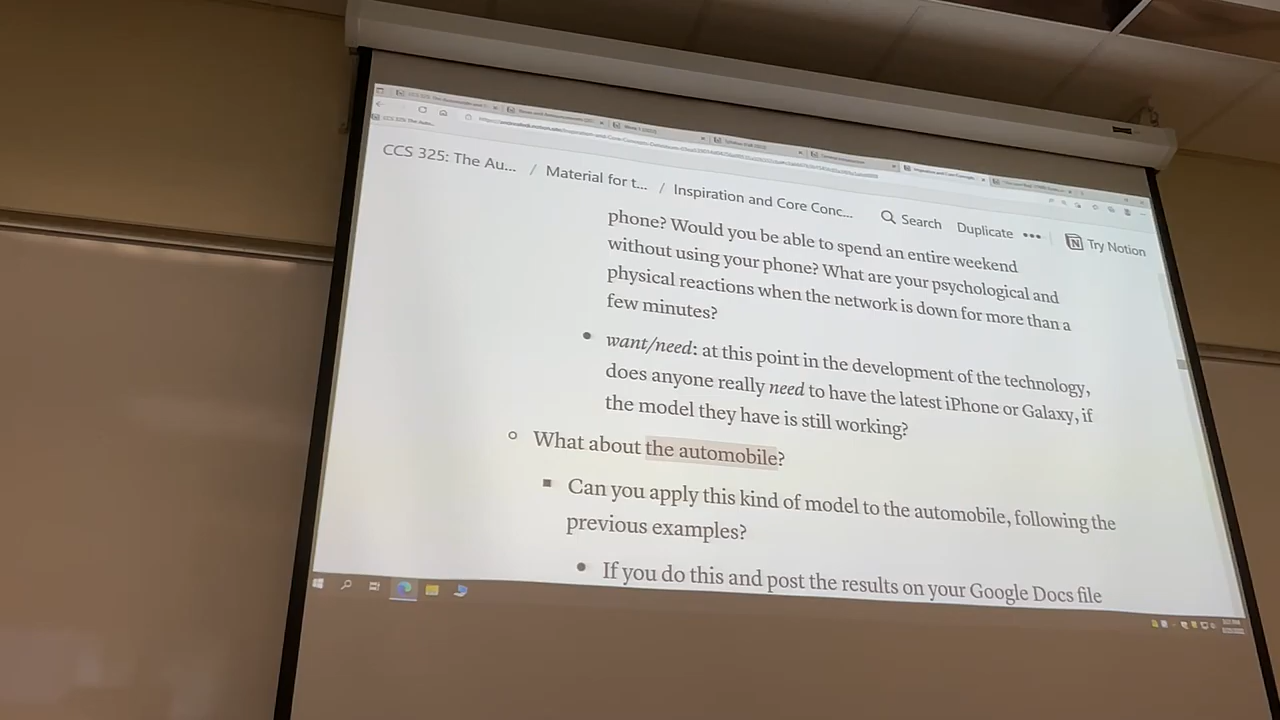 CCS 325: The Au... / Material for t... / Inspiration and Core Conc... Search Duplicate ••• Try Notion
phone? Would you be able to spend an entire weekend
without using your phone? What are your psychological and
physical reactions when the network is down for more than a
few minutes?
• want/need: at this point in the development of the technology,
does anyone really need to have the latest iPhone or Galaxy, if
the model they have is still working?
○ What about the automobile?
▪ Can you apply this kind of model to the automobile, following the
previous examples?
• If you do this and post the results on your Google Docs file